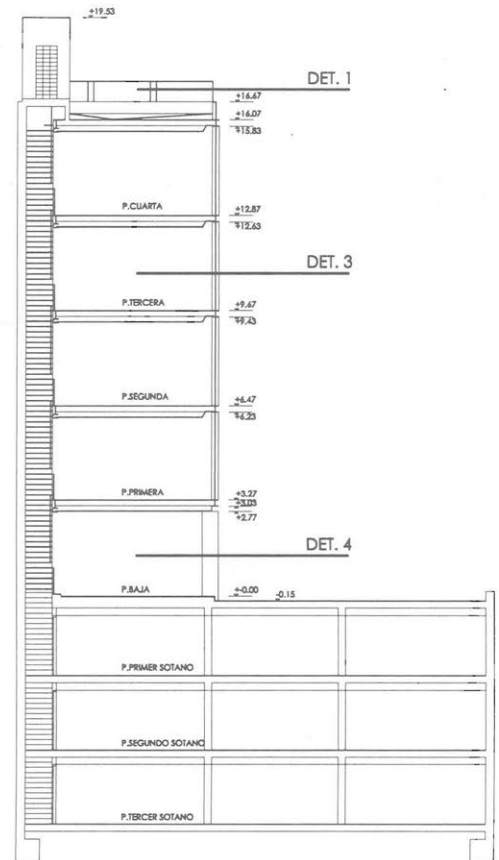 +19.53
DET. 1
+16.67
+16.07
+15.83
P.CUARTA
+12.87
+12.63
DET. 3
P.TERCERA
+9.67
+9.43
P.SEGUNDA
+6.47
+6.23
P.PRIMERA
+3.27
+3.03
+2.77
DET. 4
P.BAJA
+-0.00
-0.15
P.PRIMER SOTANO
P.SEGUNDO SOTANO
P.TERCER SOTANO